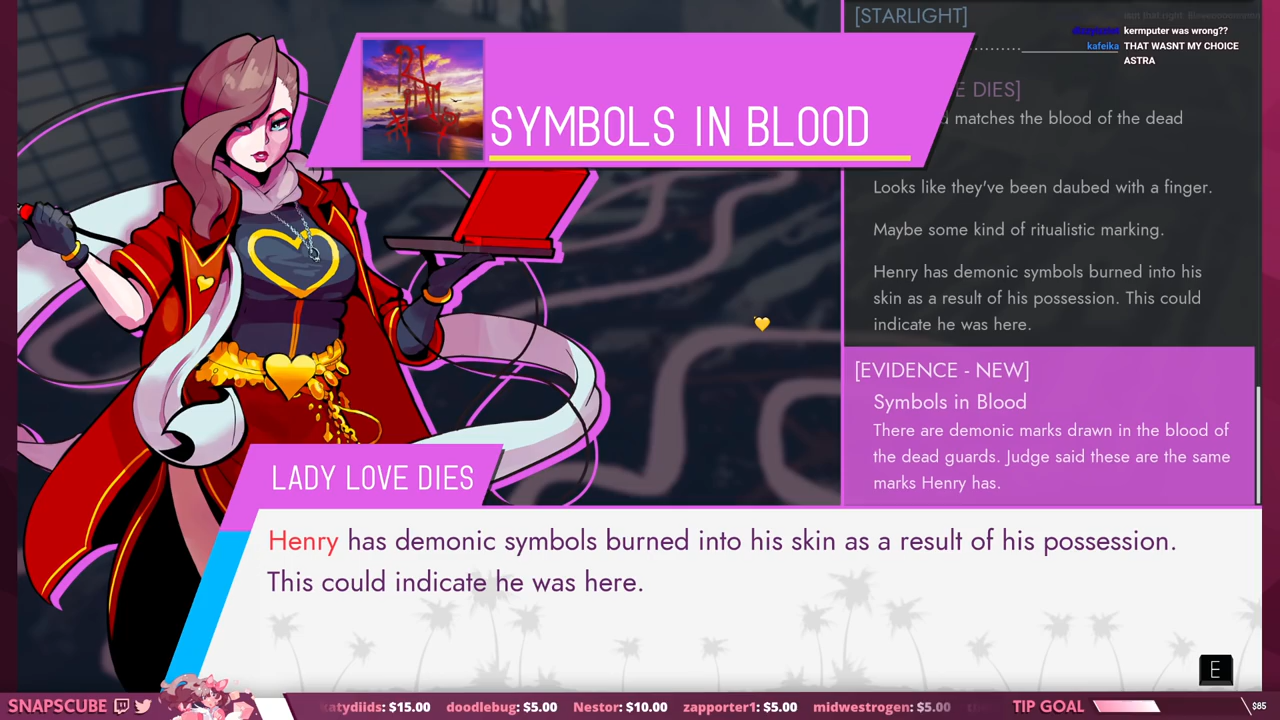 [STARLIGHT]
kermputer was wrong??
kafeika THAT WASNT MY CHOICE
ASTRA
SYMBOLS IN BLOOD
DIES]
matches the blood of the dead
Looks like they've been daubed with a finger.
Maybe some kind of ritualistic marking.
Henry has demonic symbols burned into his
skin as a result of his possession. This could
indicate he was here.
[EVIDENCE - NEW]
Symbols in Blood
There are demonic marks drawn in the blood of
the dead guards. Judge said these are the same
marks Henry has.
LADY LOVE DIES
Henry has demonic symbols burned into his skin as a result of his possession.
This could indicate he was here.
E
SNAPSCUBE
katydiids: $15.00 doodlebug: $5.00 Nestor: $10.00 zapporter1: $5.00 midwestrogen: $5.00
TIP GOAL
$85